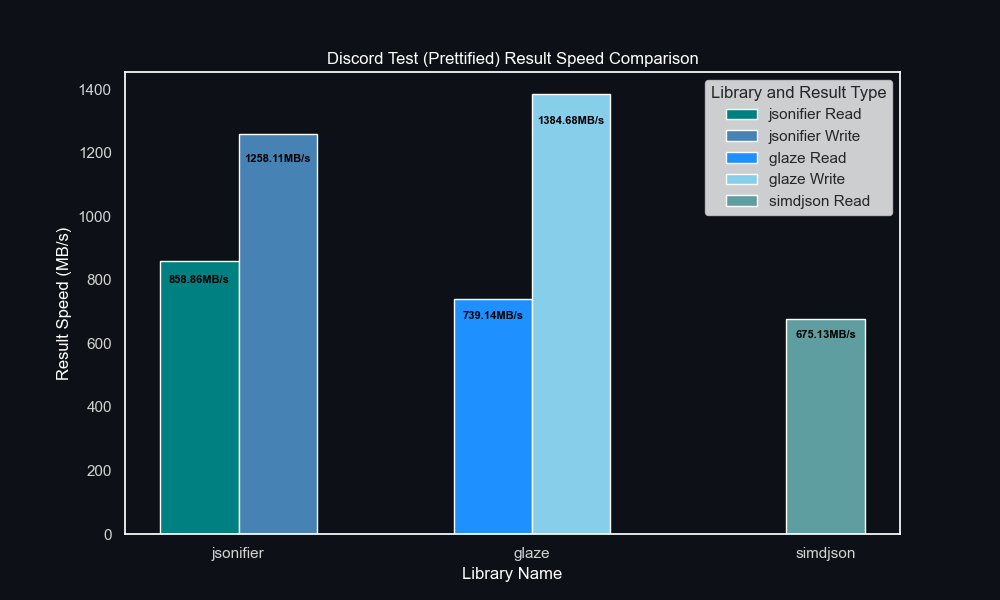 Discord Test (Prettified) Result Speed Comparison
Result Speed (MB/s)
1400
1200
1000
800
600
400
200
0
858.86MB/s
1258.11MB/s
739.14MB/s
1384.68MB/s
675.13MB/s
Library and Result Type
jsonifier Read
jsonifier Write
glaze Read
glaze Write
simdjson Read
jsonifier
glaze
simdjson
Library Name